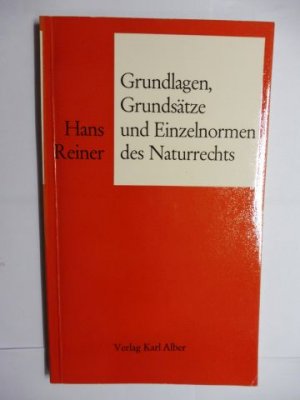 Hans
Reiner
Grundlagen,
Grundsätze
und Einzelnormen
des Naturrechts
Verlag Karl Alber